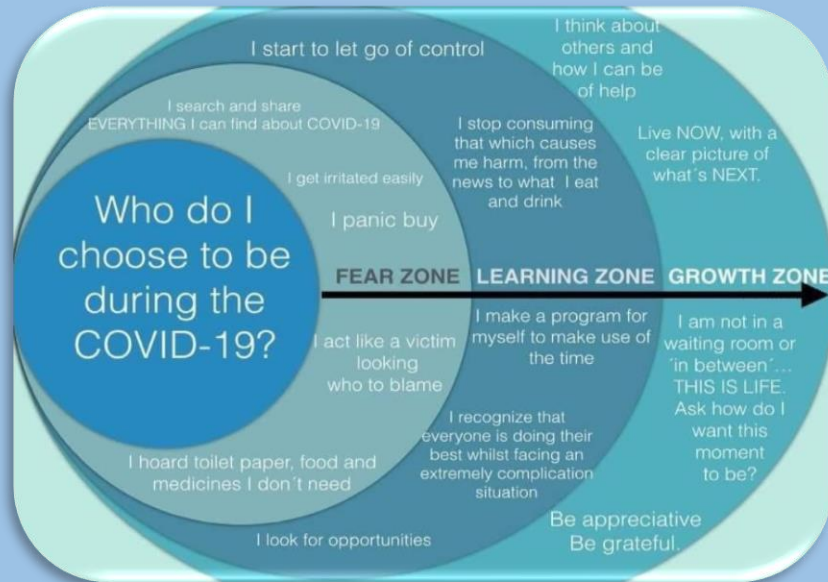 Who do I
choose to be
during the
COVID-19?
FEAR ZONE
I search and share
EVERYTHING I can find about COVID-19
I get irritated easily
I panic buy
I act like a victim
looking
who to blame
I hoard toilet paper, food and
medicines I don´t need
LEARNING ZONE
I start to let go of control
I stop consuming
that which causes
me harm, from the
news to what I eat
and drink
I make a program for
myself to make use of
the time
I recognize that
everyone is doing their
best whilst facing an
extremely complication
situation
I look for opportunities
GROWTH ZONE
I think about
others and
how I can be
of help
Live NOW, with a
clear picture of
what´s NEXT.
I am not in a
waiting room or
´in between´...
THIS IS LIFE.
Ask how do I
want this
moment
to be?
Be appreciative
Be grateful.